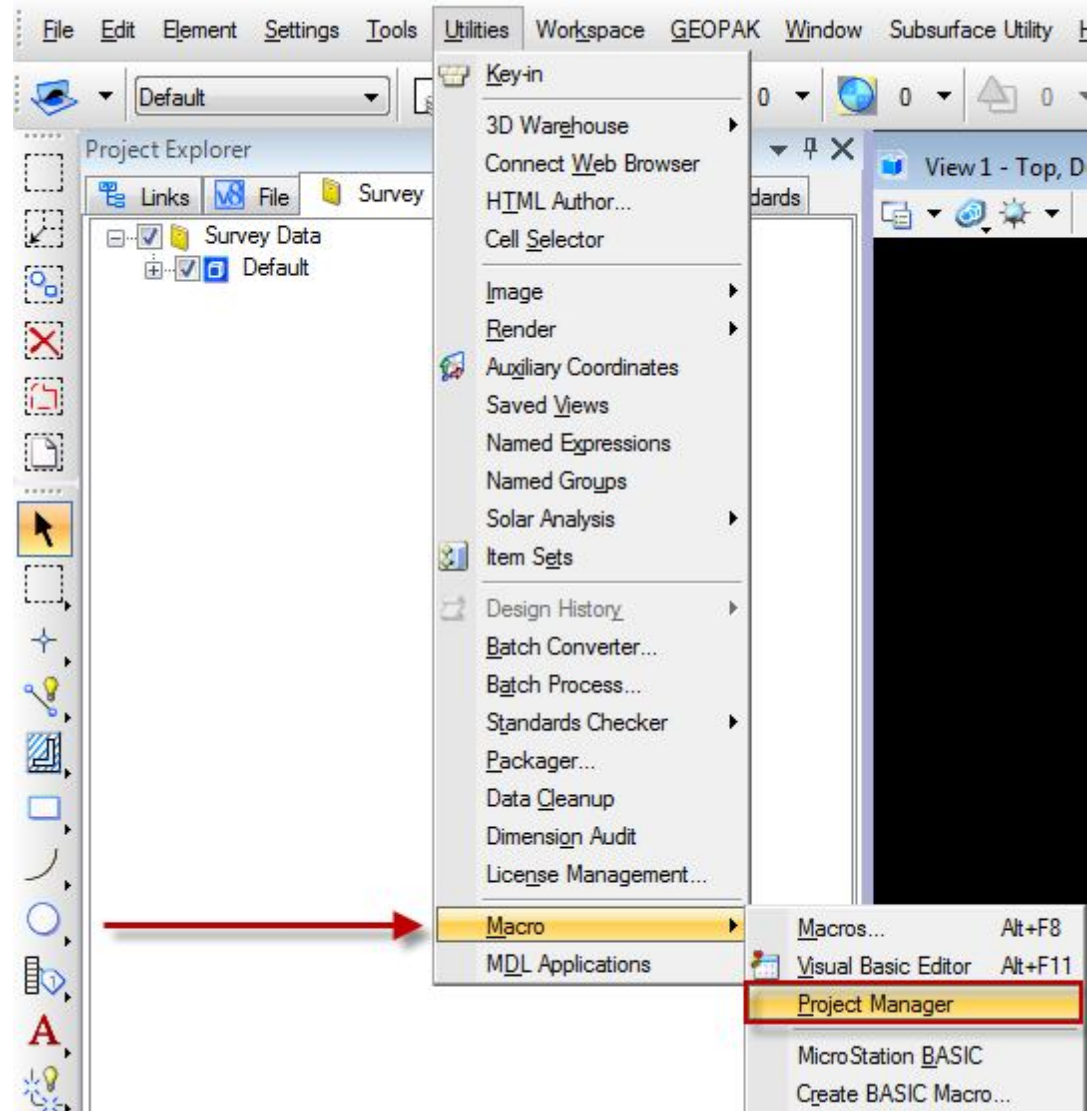 File Edit Element Settings Tools Utilities Workspace GEOPAK Window Subsurface Utility
Default 0 0 0
Project Explorer
Links File Survey dards
Survey Data
Default
View 1 - Top, D
Key-in
3D Warehouse
Connect Web Browser
HTML Author...
Cell Selector
Image
Render
Auxiliary Coordinates
Saved Views
Named Expressions
Named Groups
Solar Analysis
Item Sets
Design History
Batch Converter...
Batch Process...
Standards Checker
Packager...
Data Cleanup
Dimension Audit
License Management...
Macro
MDL Applications
Macros... Alt+F8
Visual Basic Editor Alt+F11
Project Manager
MicroStation BASIC
Create BASIC Macro...